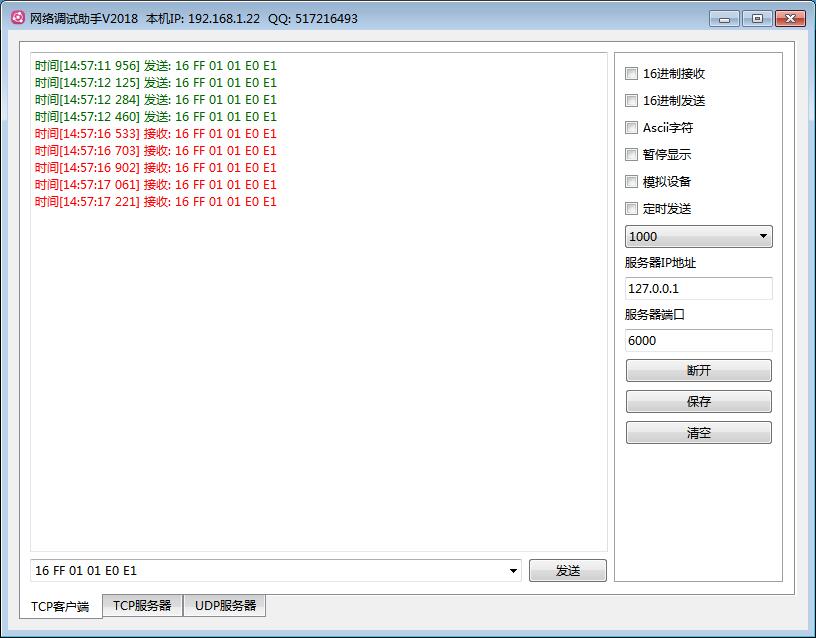 网络调试助手V2018 本机IP: 192.168.1.22 QQ: 517216493
时间[14:57:11 956] 发送: 16 FF 01 01 E0 E1
时间[14:57:12 125] 发送: 16 FF 01 01 E0 E1
时间[14:57:12 284] 发送: 16 FF 01 01 E0 E1
时间[14:57:12 460] 发送: 16 FF 01 01 E0 E1
时间[14:57:16 533] 接收: 16 FF 01 01 E0 E1
时间[14:57:16 703] 接收: 16 FF 01 01 E0 E1
时间[14:57:16 902] 接收: 16 FF 01 01 E0 E1
时间[14:57:17 061] 接收: 16 FF 01 01 E0 E1
时间[14:57:17 221] 接收: 16 FF 01 01 E0 E1
16 FF 01 01 E0 E1
发送
16进制接收
16进制发送
Ascii字符
暂停显示
模拟设备
定时发送
1000
服务器IP地址
127.0.0.1
服务器端口
6000
断开
保存
清空
TCP客户端
TCP服务器
UDP服务器